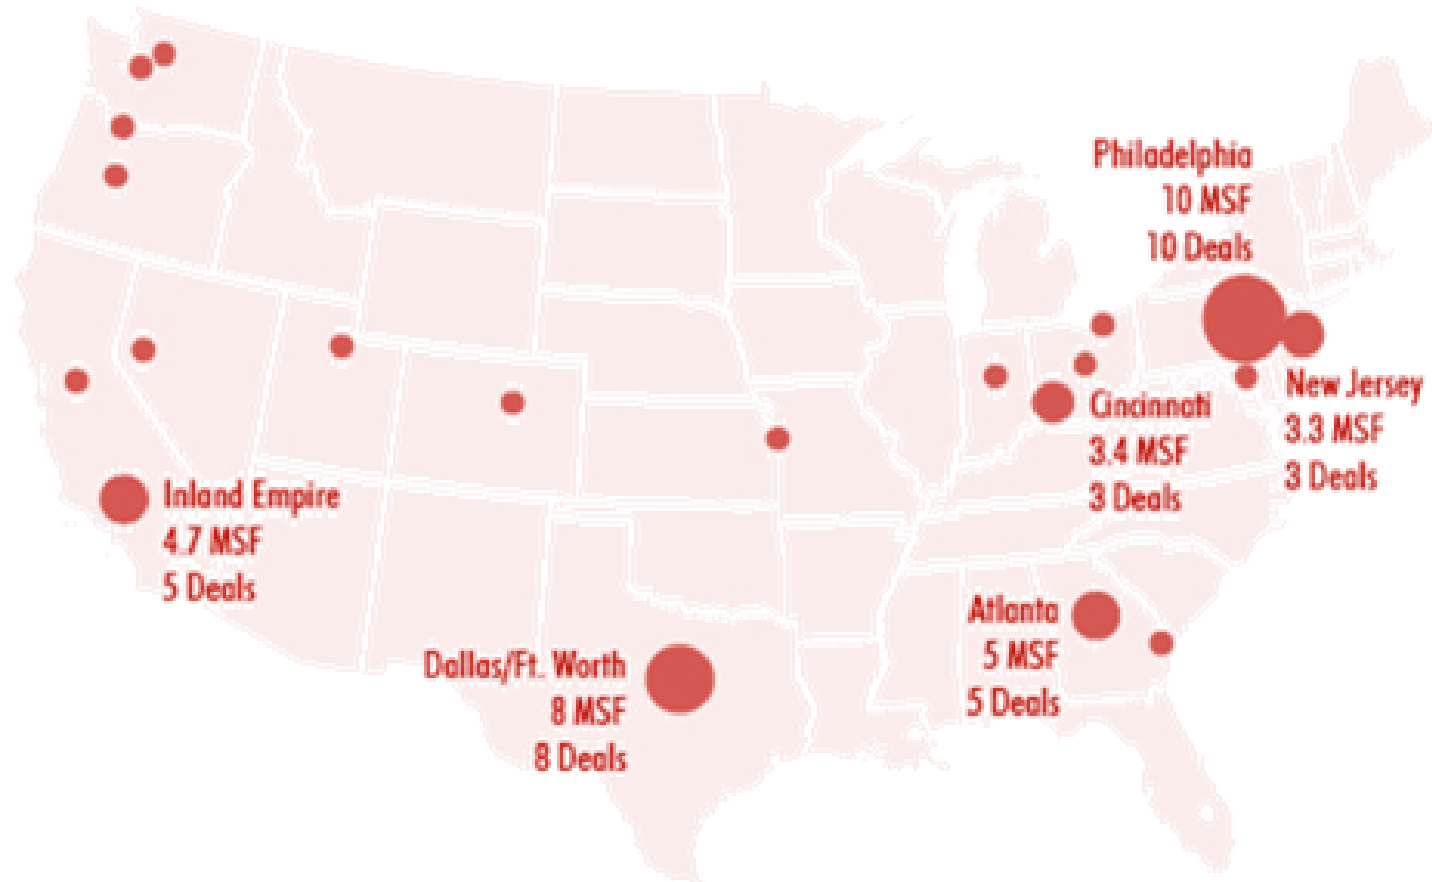 Philadelphia
10 MSF
10 Deals
New Jersey
3.3 MSF
3 Deals
Cincinnati
3.4 MSF
3 Deals
Inland Empire
4.7 MSF
5 Deals
Atlanta
5 MSF
5 Deals
Dallas/Ft. Worth
8 MSF
8 Deals